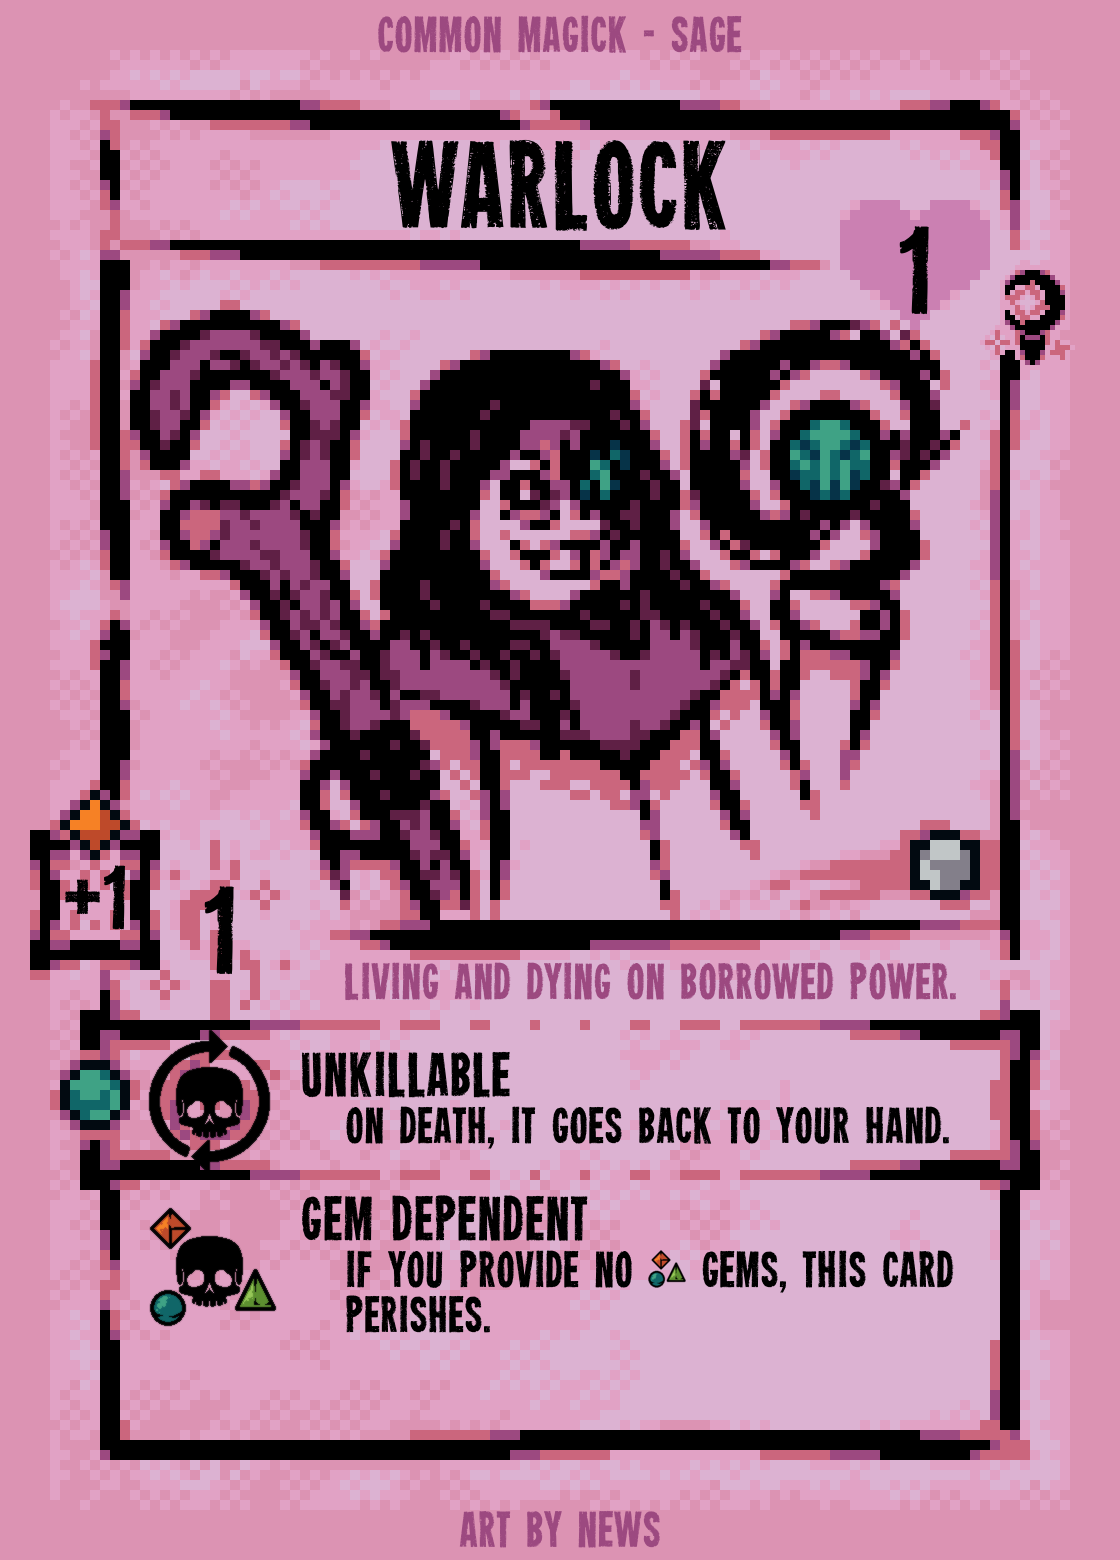 COMMON MAGICK - SAGE
WARLOCK
1
+1
1
LIVING AND DYING ON BORROWED POWER.
UNKILLABLE
ON DEATH, IT GOES BACK TO YOUR HAND.
GEM DEPENDENT
IF YOU PROVIDE NO GEMS, THIS CARD
PERISHES.
ART BY NEWS